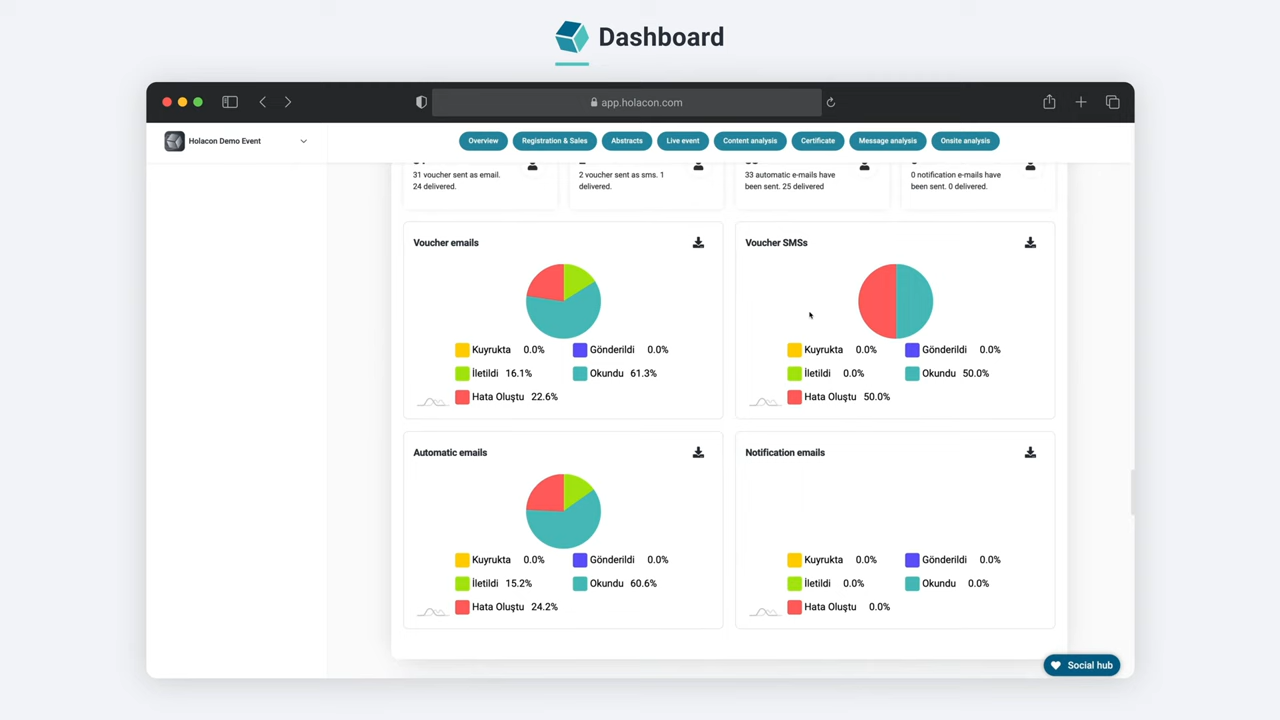 Dashboard
app.holacon.com
Holacon Demo Event
Overview
Registration & Sales
Abstracts
Live event
Content analysis
Certificate
Message analysis
Onsite analysis
31 voucher sent as email.
24 delivered.
2 voucher sent as sms. 1
delivered.
33 automatic e-mails have
been sent. 25 delivered
0 notification e-mails have
been sent. 0 delivered.
Voucher emails
Kuyrukta 0.0%
Gönderildi 0.0%
İletildi 16.1%
Okundu 61.3%
Hata Oluştu 22.6%
Voucher SMSs
Kuyrukta 0.0%
Gönderildi 0.0%
İletildi 0.0%
Okundu 50.0%
Hata Oluştu 50.0%
Automatic emails
Kuyrukta 0.0%
Gönderildi 0.0%
İletildi 15.2%
Okundu 60.6%
Hata Oluştu 24.2%
Notification emails
Kuyrukta 0.0%
Gönderildi 0.0%
İletildi 0.0%
Okundu 0.0%
Hata Oluştu 0.0%
Social hub